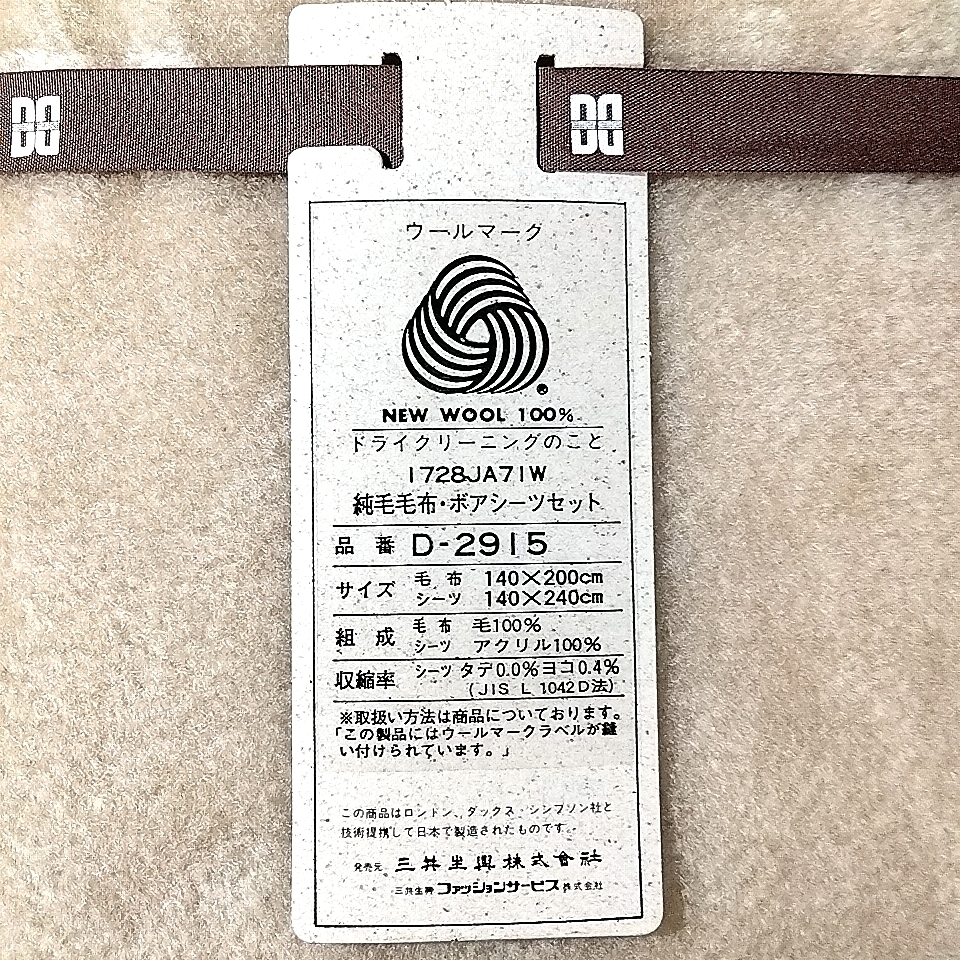 DD
DD
ウールマーク
®
NEW WOOL 100%
ドライクリーニングのこと
1728JA71W
純毛毛布・ボアシーツセット
品番 D-2915
サイズ 毛布 140×200cm
シーツ 140×240cm
組成 毛布 毛100%
シーツ アクリル100%
収縮率 シーツ タテ0.0%ヨコ0.4%
(JIS L 1042D法)
※取扱い方法は商品についております。
「この製品にはウールマークラベルが縫
い付けられています。」
この商品はロンドン、ダックス・シンプソン社と
技術提携して日本で製造されたものです。
発売元 三共生興株式会社
三共生興ファッションサービス株式会社